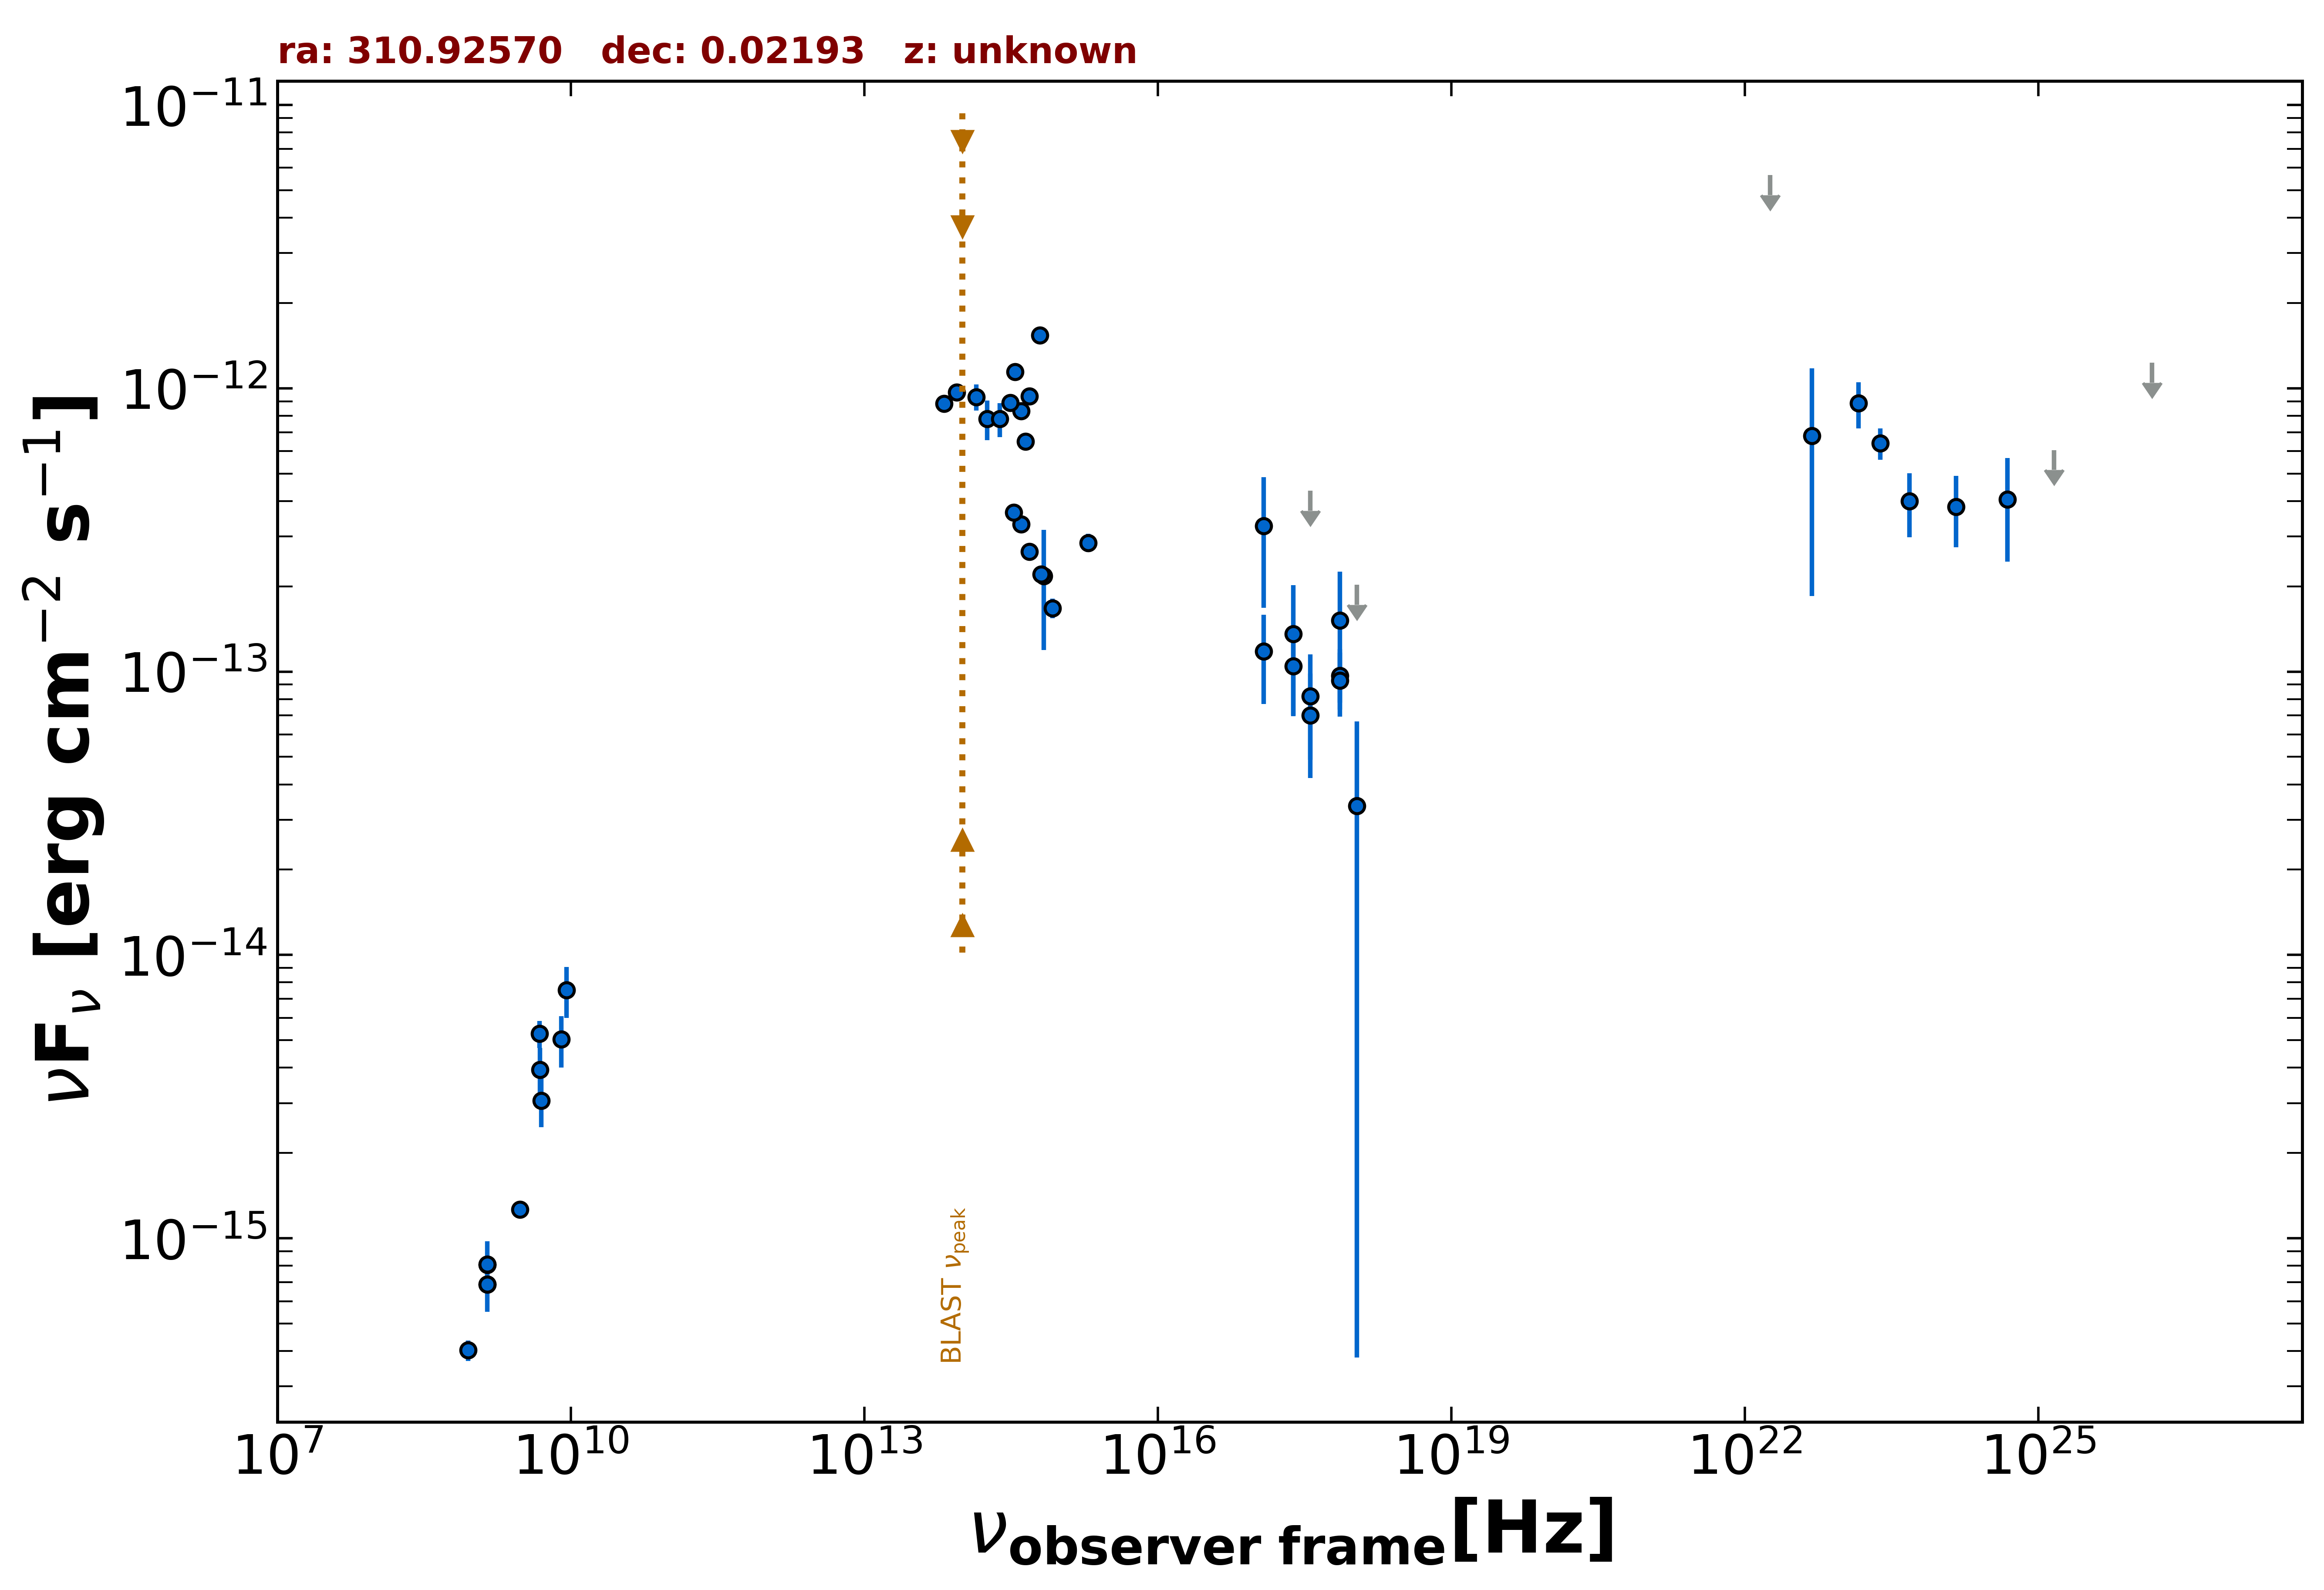 ra: 310.92570 dec: 0.02193 z: unknown
νFν [erg cm⁻² s⁻¹]
10⁻¹¹
10⁻¹²
10⁻¹³
10⁻¹⁴
10⁻¹⁵
BLAST νpeak
10⁷ 10¹⁰ 10¹³ 10¹⁶ 10¹⁹ 10²² 10²⁵
νobserver frame[Hz]